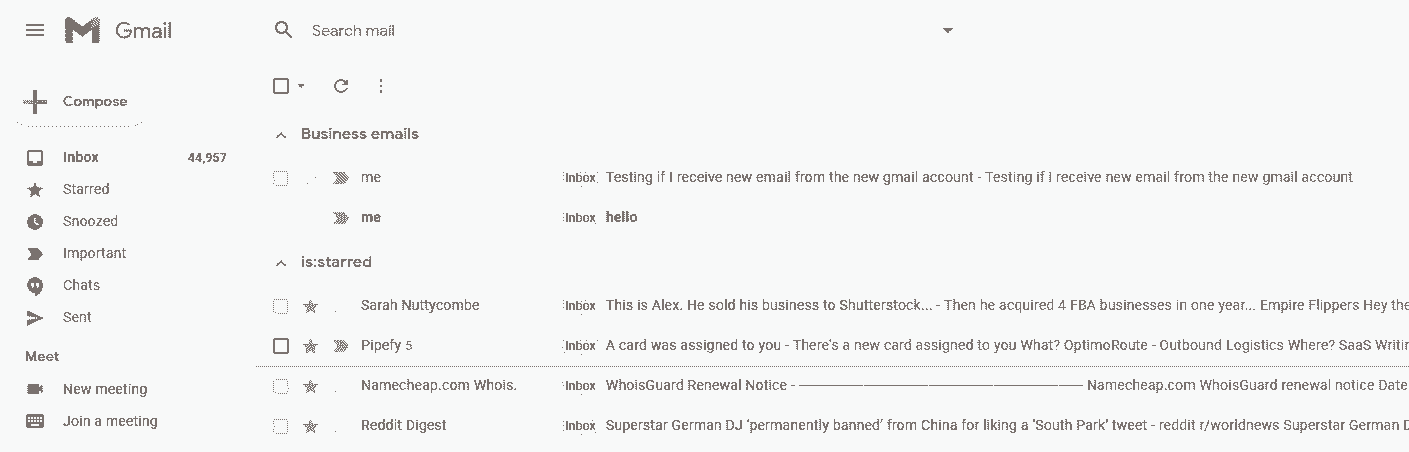 Gmail
Search mail
Compose
Business emails
Inbox 44,957
me Inbox Testing if I receive new email from the new gmail account - Testing if I receive new email from the new gmail account
Starred
Snoozed
me Inbox hello
Important
is:starred
Chats
Sarah Nuttycombe Inbox This is Alex. He sold his business to Shutterstock... - Then he acquired 4 FBA businesses in one year... Empire Flippers Hey the
Sent
Pipefy 5 Inbox A card was assigned to you - There's a new card assigned to you What? OptimoRoute - Outbound Logistics Where? SaaS Writin
Meet
Namecheap.com Whois. Inbox WhoisGuard Renewal Notice - ——————————————— Namecheap.com WhoisGuard renewal notice Date
New meeting
Join a meeting
Reddit Digest Inbox Superstar German DJ 'permanently banned' from China for liking a 'South Park' tweet - reddit r/worldnews Superstar German D